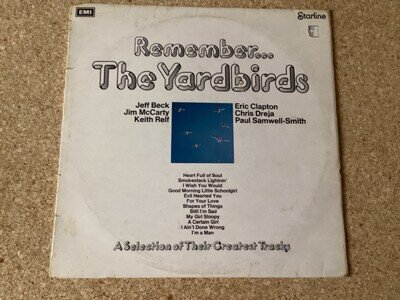 EMI
Starline
Remember...
The Yardbirds
Jeff Beck
Jim McCarty
Keith Relf
Eric Clapton
Chris Dreja
Paul Samwell-Smith
Heart Full of Soul
Smokestack Lightnin'
I Wish You Would
Good Morning Little Schoolgirl
Evil Hearted You
For Your Love
Shapes of Things
Still I'm Sad
My Girl Sloopy
A Certain Girl
I Ain't Done Wrong
I'm a Man
A Selection of Their Greatest Tracks